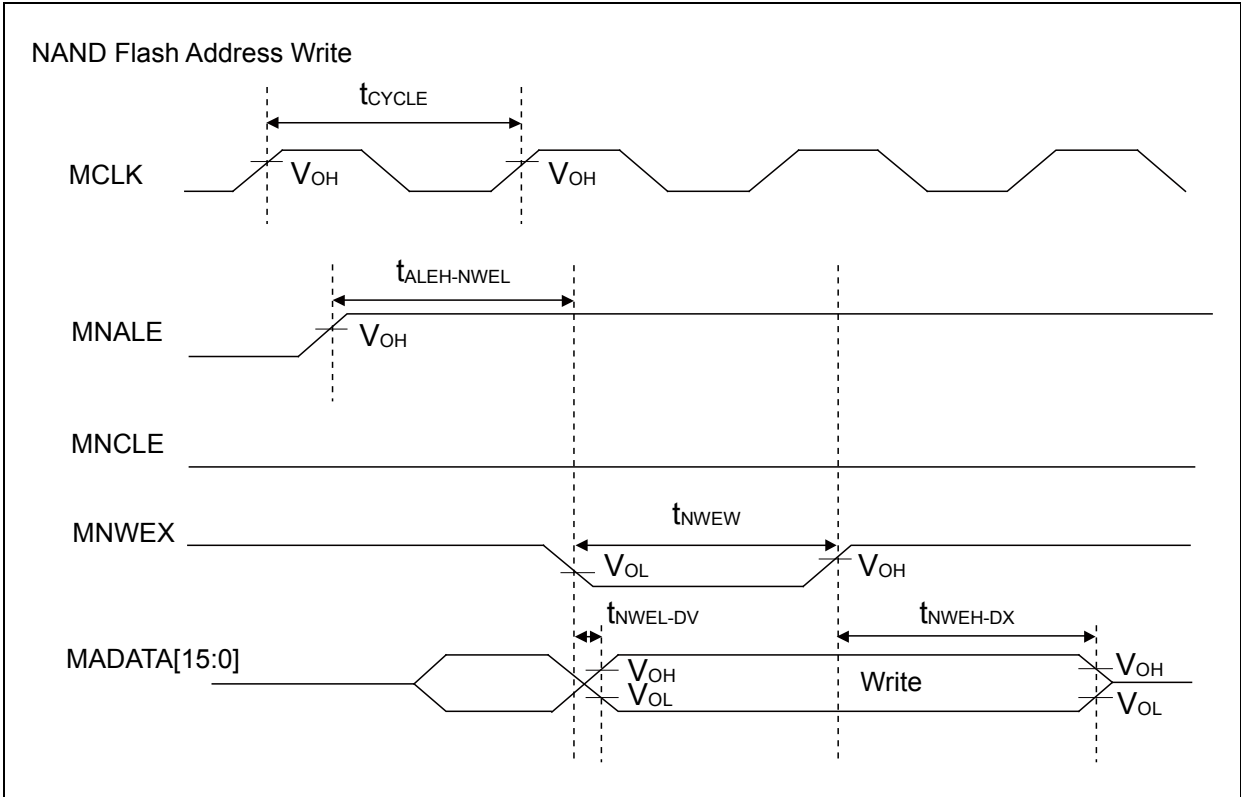 NAND Flash Address Write
tCYCLE
MCLK
VOH
VOH
tALEH-NWEL
MNALE
VOH
MNCLE
MNWEX
tNWEW
VOL
VOH
tNWEL-DV
tNWEH-DX
MADATA[15:0]
VOH
VOL
Write
VOH
VOL